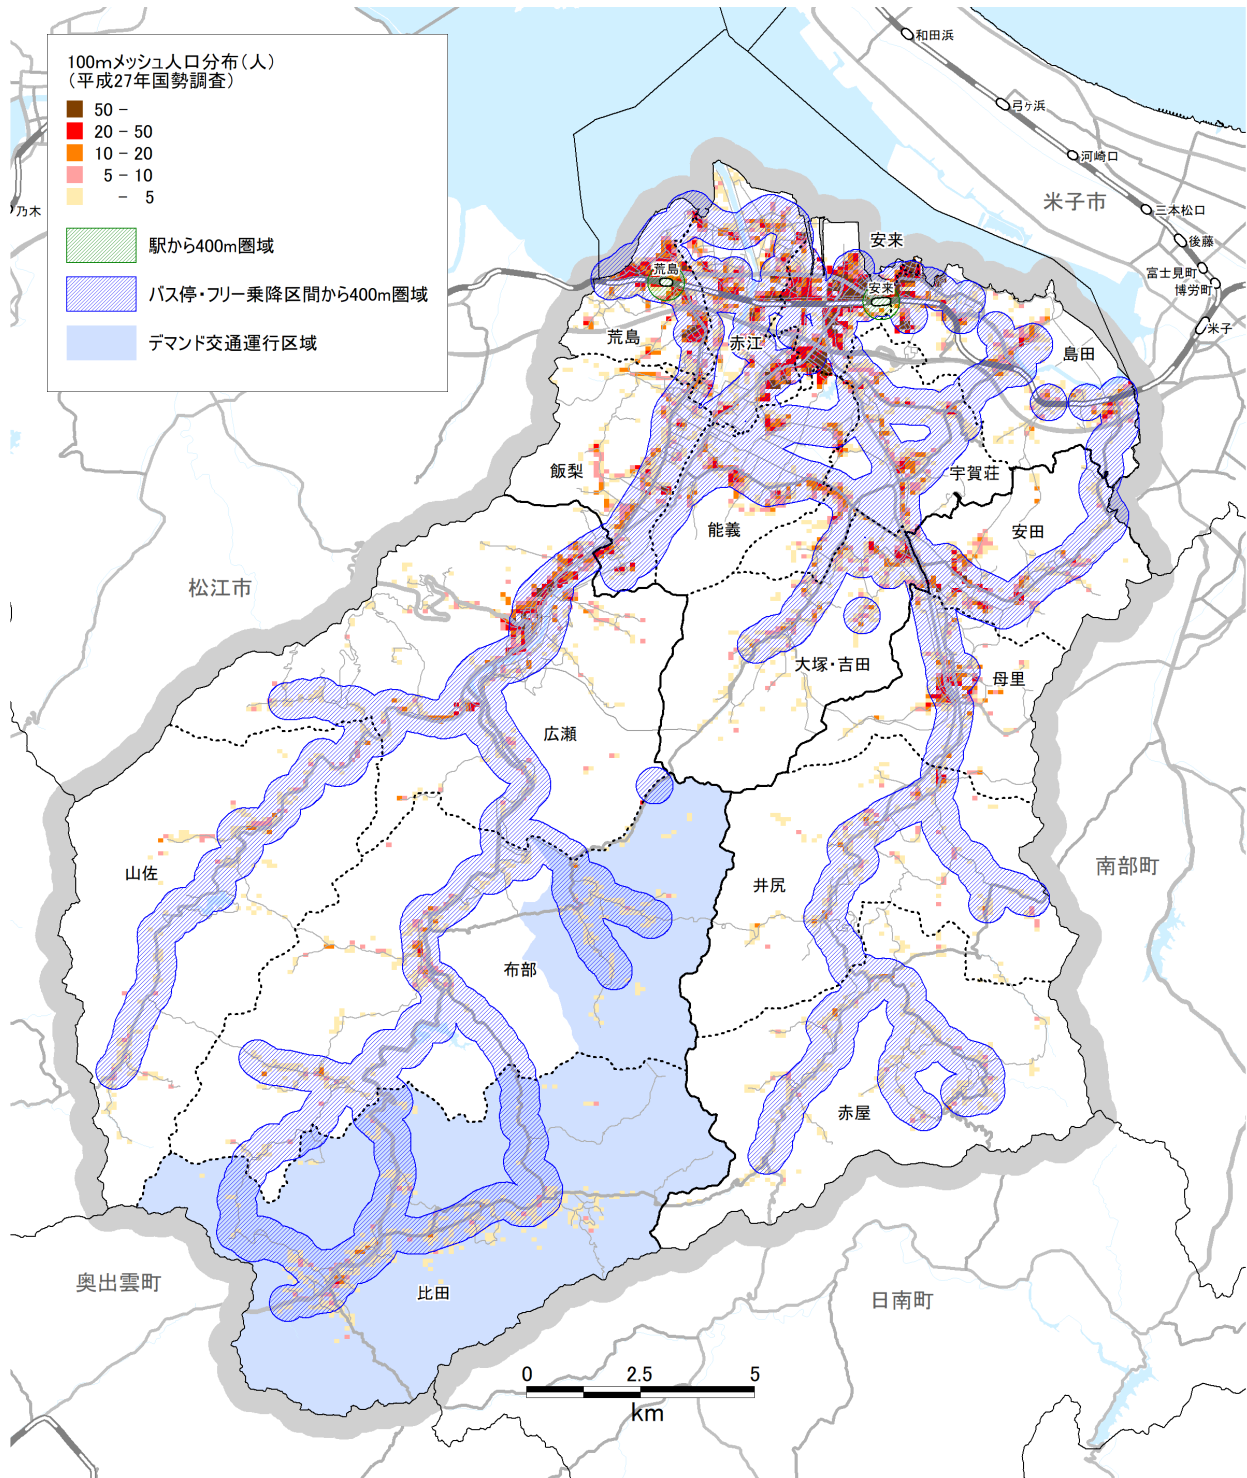 100mメッシュ人口分布(人)
(平成27年国勢調査)
50 -
20 - 50
10 - 20
5 - 10
- 5
駅から400m圏域
バス停・フリー乗降区間から400m圏域
デマンド交通運行区域
和田浜
弓ヶ浜
河崎口
米子市
三本松口
後藤
富士見町
博労町
米子
乃木
安来
荒島
安来
荒島
赤江
島田
飯梨
宇賀荘
能義
安田
松江市
大塚・吉田
母里
広瀬
山佐
井尻
南部町
布部
赤屋
奥出雲町
比田
日南町
0 2.5 5
km